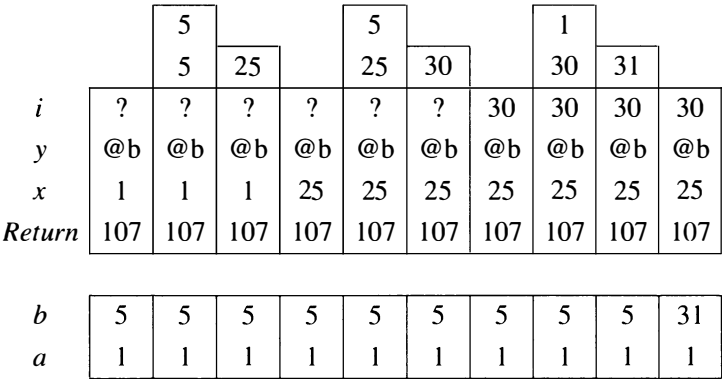 5 5 1
5 25 25 30 30 31
i ? ? ? ? ? ? 30 30 30 30
y @b @b @b @b @b @b @b @b @b @b
x 1 1 1 25 25 25 25 25 25 25
Return 107 107 107 107 107 107 107 107 107 107
b 5 5 5 5 5 5 5 5 5 31
a 1 1 1 1 1 1 1 1 1 1